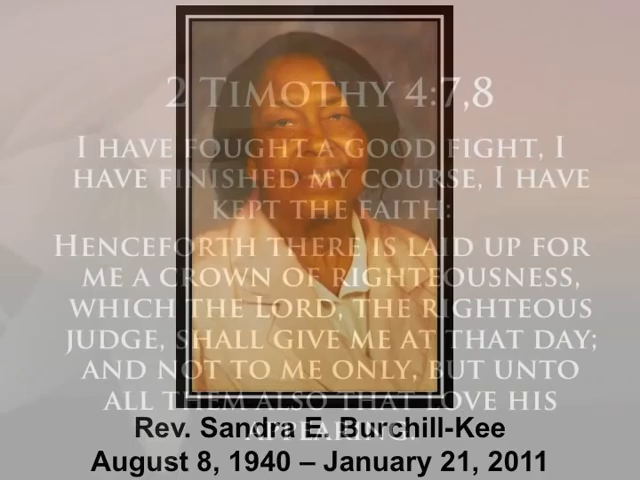 2 Timothy 4:7,8
I have fought a good fight, I
have finished my course, I have
kept the faith:
Henceforth there is laid up for
me a crown of righteousness,
which the Lord, the righteous
judge, shall give me at that day;
and not to me only, but unto
all them also that love his
appearing.
Rev. Sandra E. Burchill-Kee
August 8, 1940 – January 21, 2011